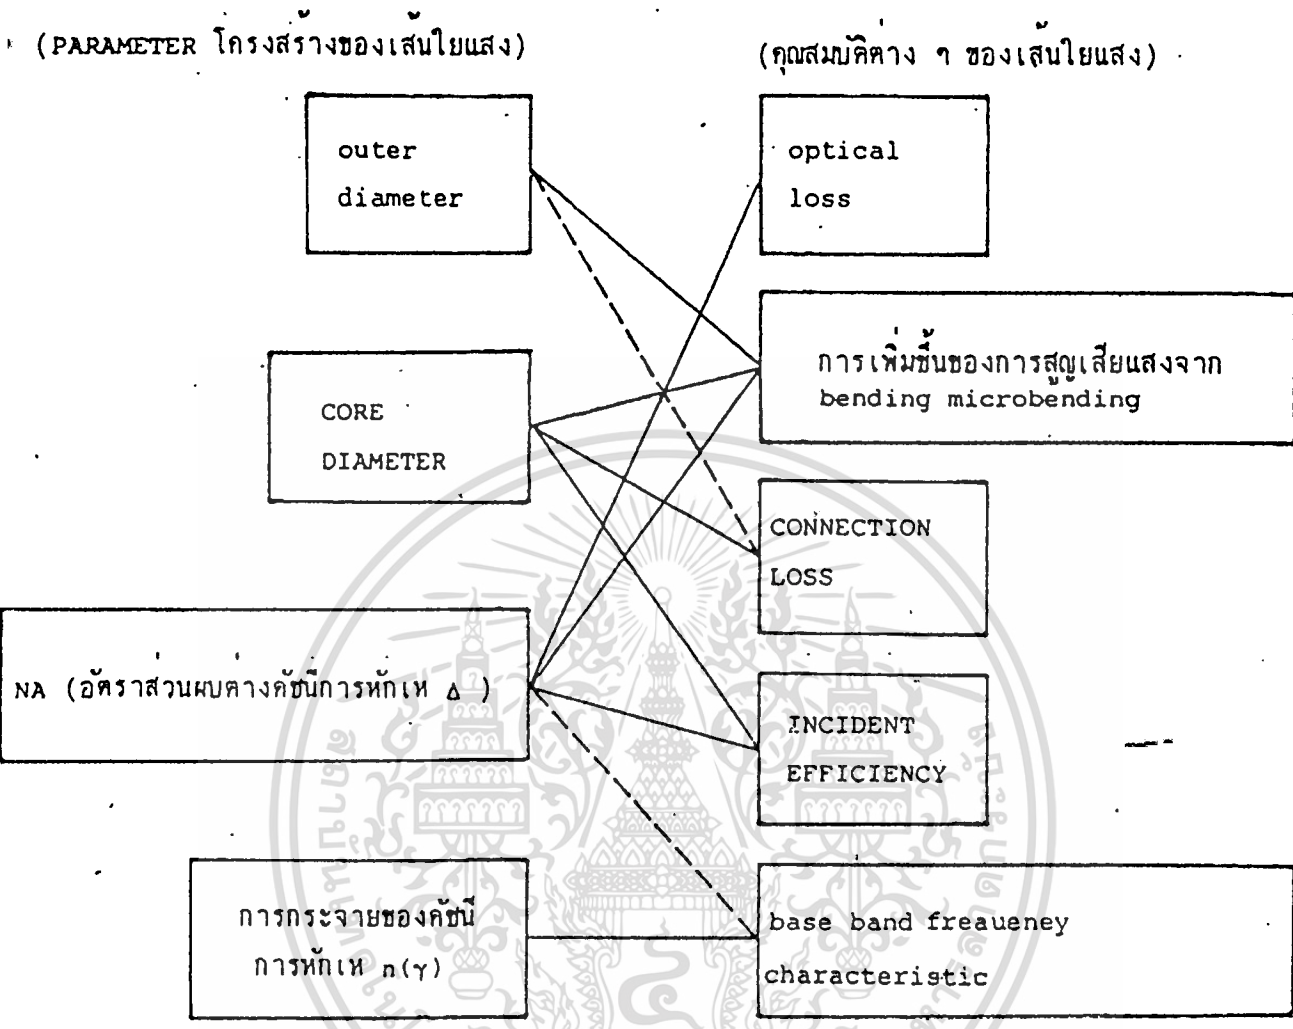 (PARAMETER โครงสร้างของเส้นใยแสง)
(คุณสมบัติต่าง ๆ ของเส้นใยแสง)
outer
diameter
optical
loss
การเพิ่มขึ้นของการสูญเสียแสงจาก
bending microbending
CORE
DIAMETER
CONNECTION
LOSS
NA (อัตราส่วนผบต่างดัชนีการหักเห Δ )
INCIDENT
EFFICIENCY
การกระจายของดัชนี
การหักเห n(γ)
base band freaueney
characteristic